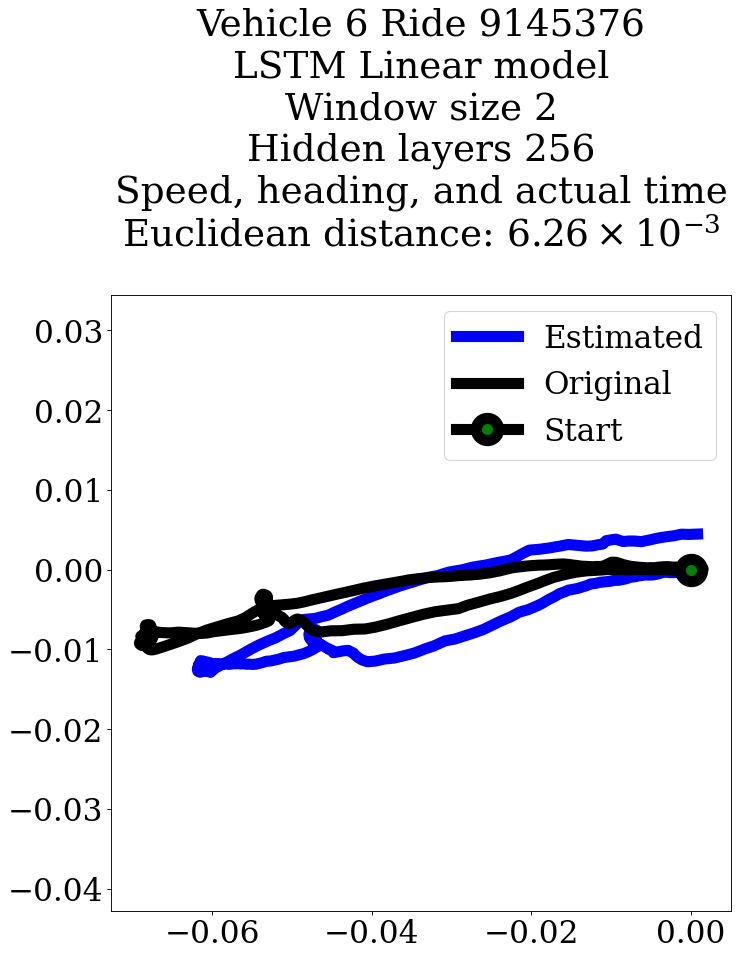 Vehicle 6 Ride 9145376
LSTM Linear model
Window size 2
Hidden layers 256
Speed, heading, and actual time
Euclidean distance: 6.26 × 10⁻³
Estimated
Original
Start
0.03
0.02
0.01
0.00
−0.01
−0.02
−0.03
−0.04
−0.06
−0.04
−0.02
0.00